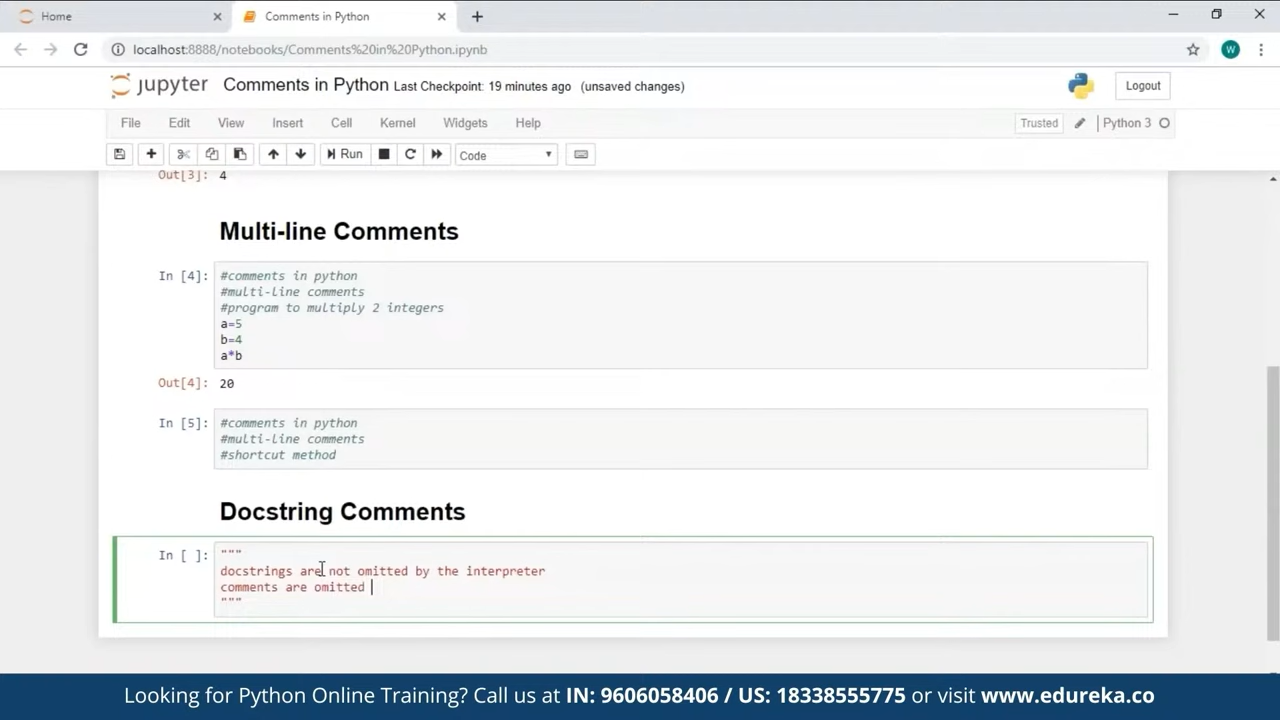 Home
Comments in Python
localhost:8888/notebooks/Comments%20in%20Python.ipynb
W
jupyter Comments in Python Last Checkpoint: 19 minutes ago (unsaved changes)
Logout
File Edit View Insert Cell Kernel Widgets Help
Trusted Python 3
Run Code
Out[3]: 4
Multi-line Comments
In [4]: #comments in python
#multi-line comments
#program to multiply 2 integers
a=5
b=4
a*b
Out[4]: 20
In [5]: #comments in python
#multi-line comments
#shortcut method
Docstring Comments
In [ ]: """
docstrings are not omitted by the interpreter
comments are omitted
"""
Looking for Python Online Training? Call us at IN: 9606058406 / US: 18338555775 or visit www.edureka.co